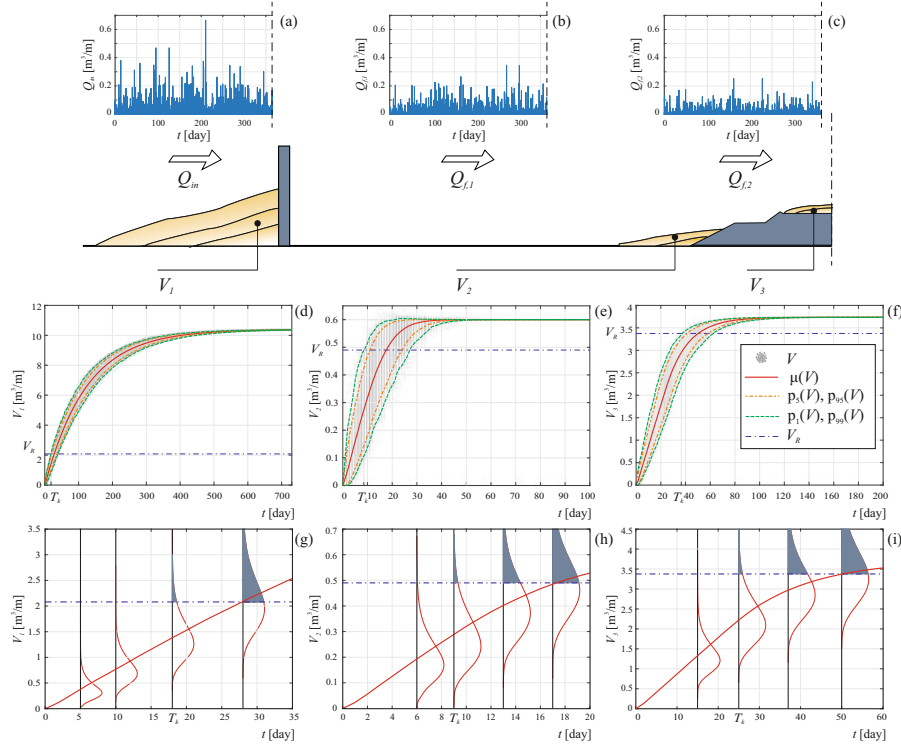 (a)
0.6
0.4
0.2
0
Q_in [m³/m]
0 100 200 300
t [day]
(b)
0.6
0.4
0.2
0
Q_f,1 [m³/m]
0 100 200 300
t [day]
(c)
0.6
0.4
0.2
0
Q_f,2 [m³/m]
0 100 200 300
t [day]
Q_in
Q_f,1
Q_f,2
V_1
V_2
V_3
(d)
12
10
8
6
4
V_R
2
0
V_1 [m³/m]
0 T_k 100 200 300 400 500 600 700
t [day]
(e)
0.6
V_R
0.4
0.2
0
V_2 [m³/m]
0 T_k 10 20 30 40 50 60 70 80 90 100
t [day]
(f)
4
3.5
V_R
3
2.5
2
1.5
1
0.5
0
V_3 [m³/m]
0 20 T_k 40 60 80 100 120 140 160 180 200
t [day]
V
μ(V)
p_5(V), p_95(V)
p_1(V), p_99(V)
V_R
(g)
3.5
3
2.5
2
1.5
1
0.5
0
V_1 [m³/m]
0 5 10 15 T_k 20 25 30 35
t [day]
(h)
0.7
0.6
0.5
0.4
0.3
0.2
0.1
0
V_2 [m³/m]
0 2 4 6 8 T_k 10 12 14 16 18 20
t [day]
(i)
4.5
4
3.5
3
2.5
2
1.5
1
0.5
0
V_3 [m³/m]
0 10 20 T_k 30 40 50 60
t [day]